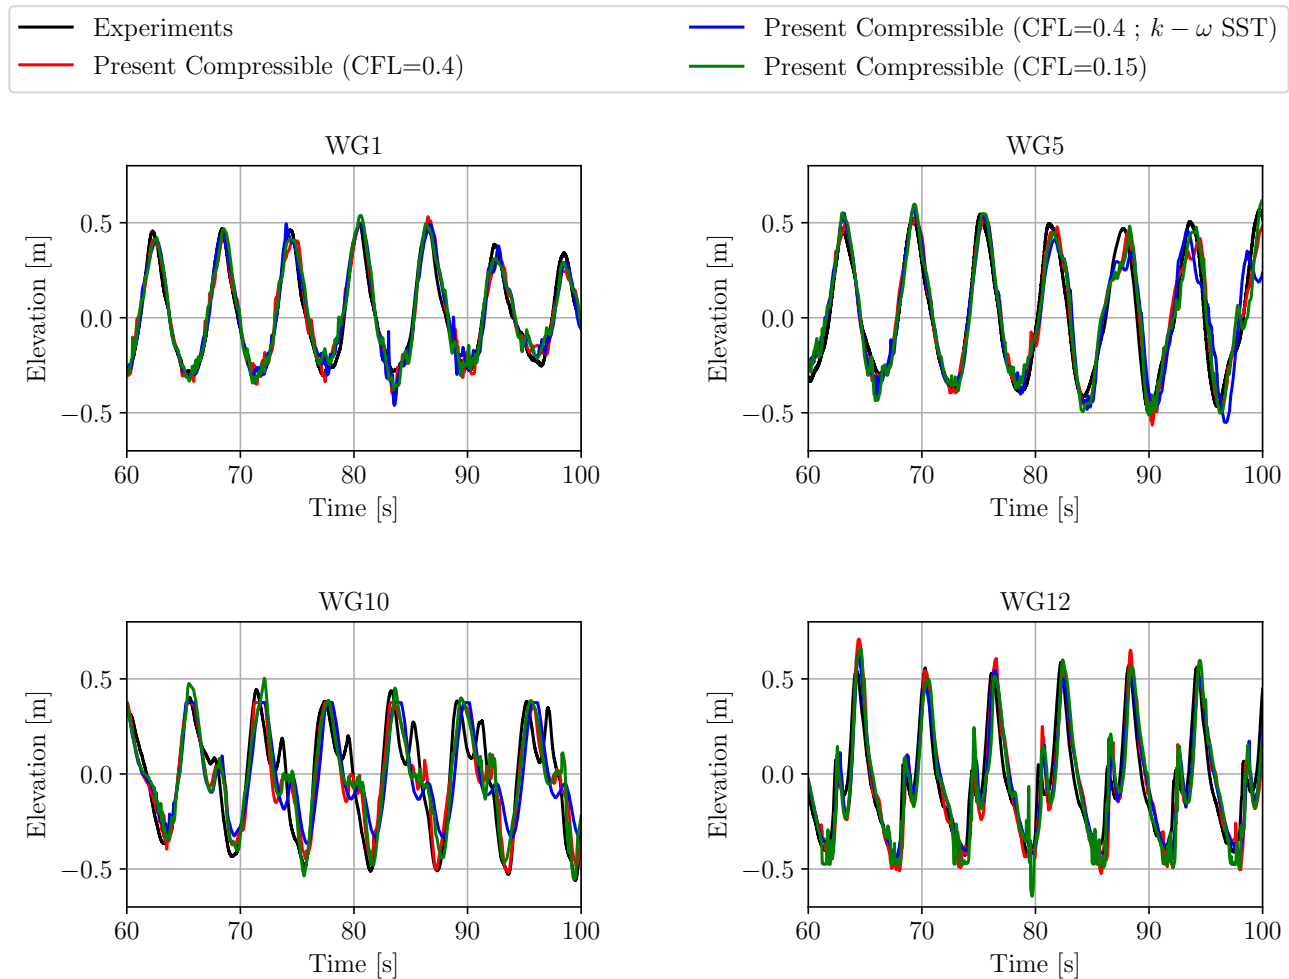 Experiments
Present Compressible (CFL=0.4)
Present Compressible (CFL=0.4 ; k − ω SST)
Present Compressible (CFL=0.15)
WG1
0.5
0.0
−0.5
Elevation [m]
60 70 80 90 100
Time [s]
WG5
0.5
0.0
−0.5
Elevation [m]
60 70 80 90 100
Time [s]
WG10
0.5
0.0
−0.5
Elevation [m]
60 70 80 90 100
Time [s]
WG12
0.5
0.0
−0.5
Elevation [m]
60 70 80 90 100
Time [s]